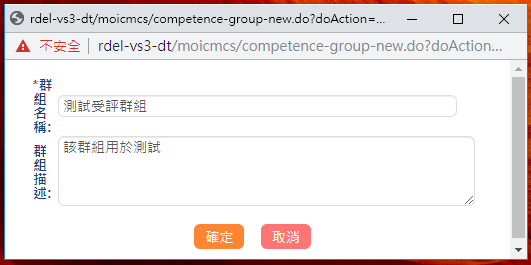 rdel-vs3-dt/moicmcs/competence-group-new.do?doAction=...
不安全 rdel-vs3-dt/moicmcs/competence-group-new.do?doAction...
*群組名稱: 測試受評群組
群組描述: 該群組用於測試
確定 取消